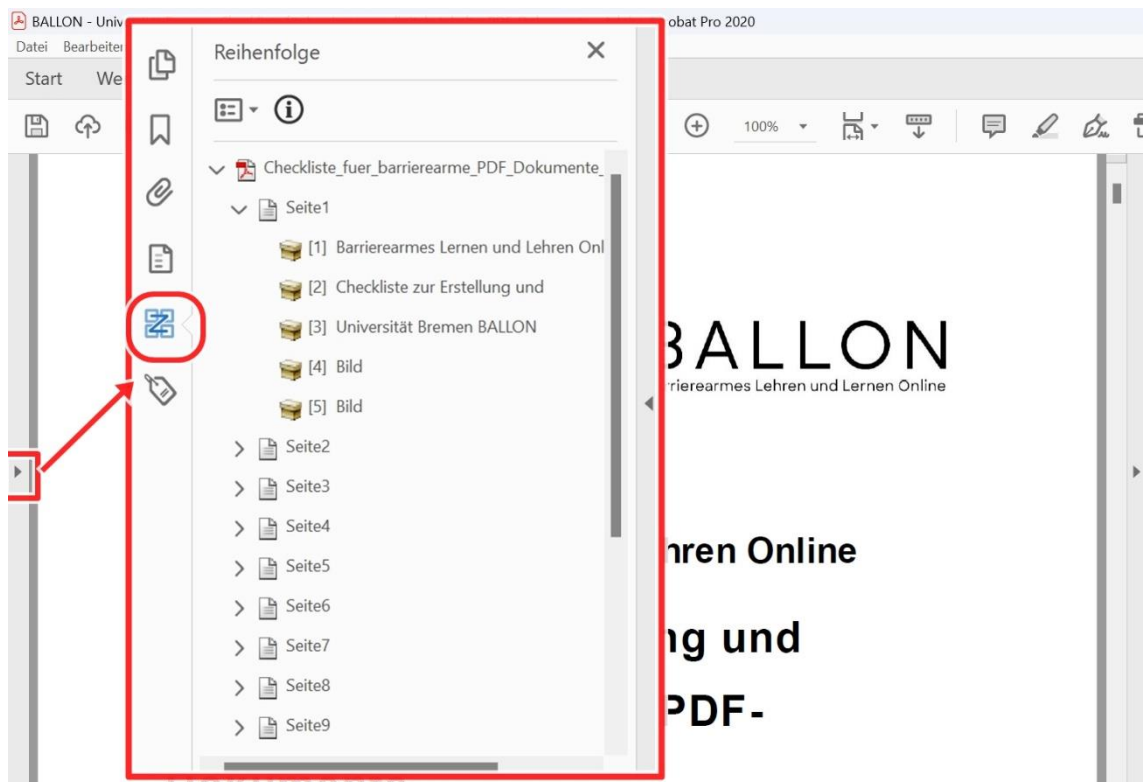 BALLON - Univ
obat Pro 2020
Datei Bearbeiten
Start We
100%
Reihenfolge
Checkliste_fuer_barrierearme_PDF_Dokumente_
Seite1
[1] Barrierearmes Lernen und Lehren Onl
[2] Checkliste zur Erstellung und
[3] Universität Bremen BALLON
[4] Bild
[5] Bild
Seite2
Seite3
Seite4
Seite5
Seite6
Seite7
Seite8
Seite9
BALLON
rierearmes Lehren und Lernen Online
hren Online
ng und
PDF-